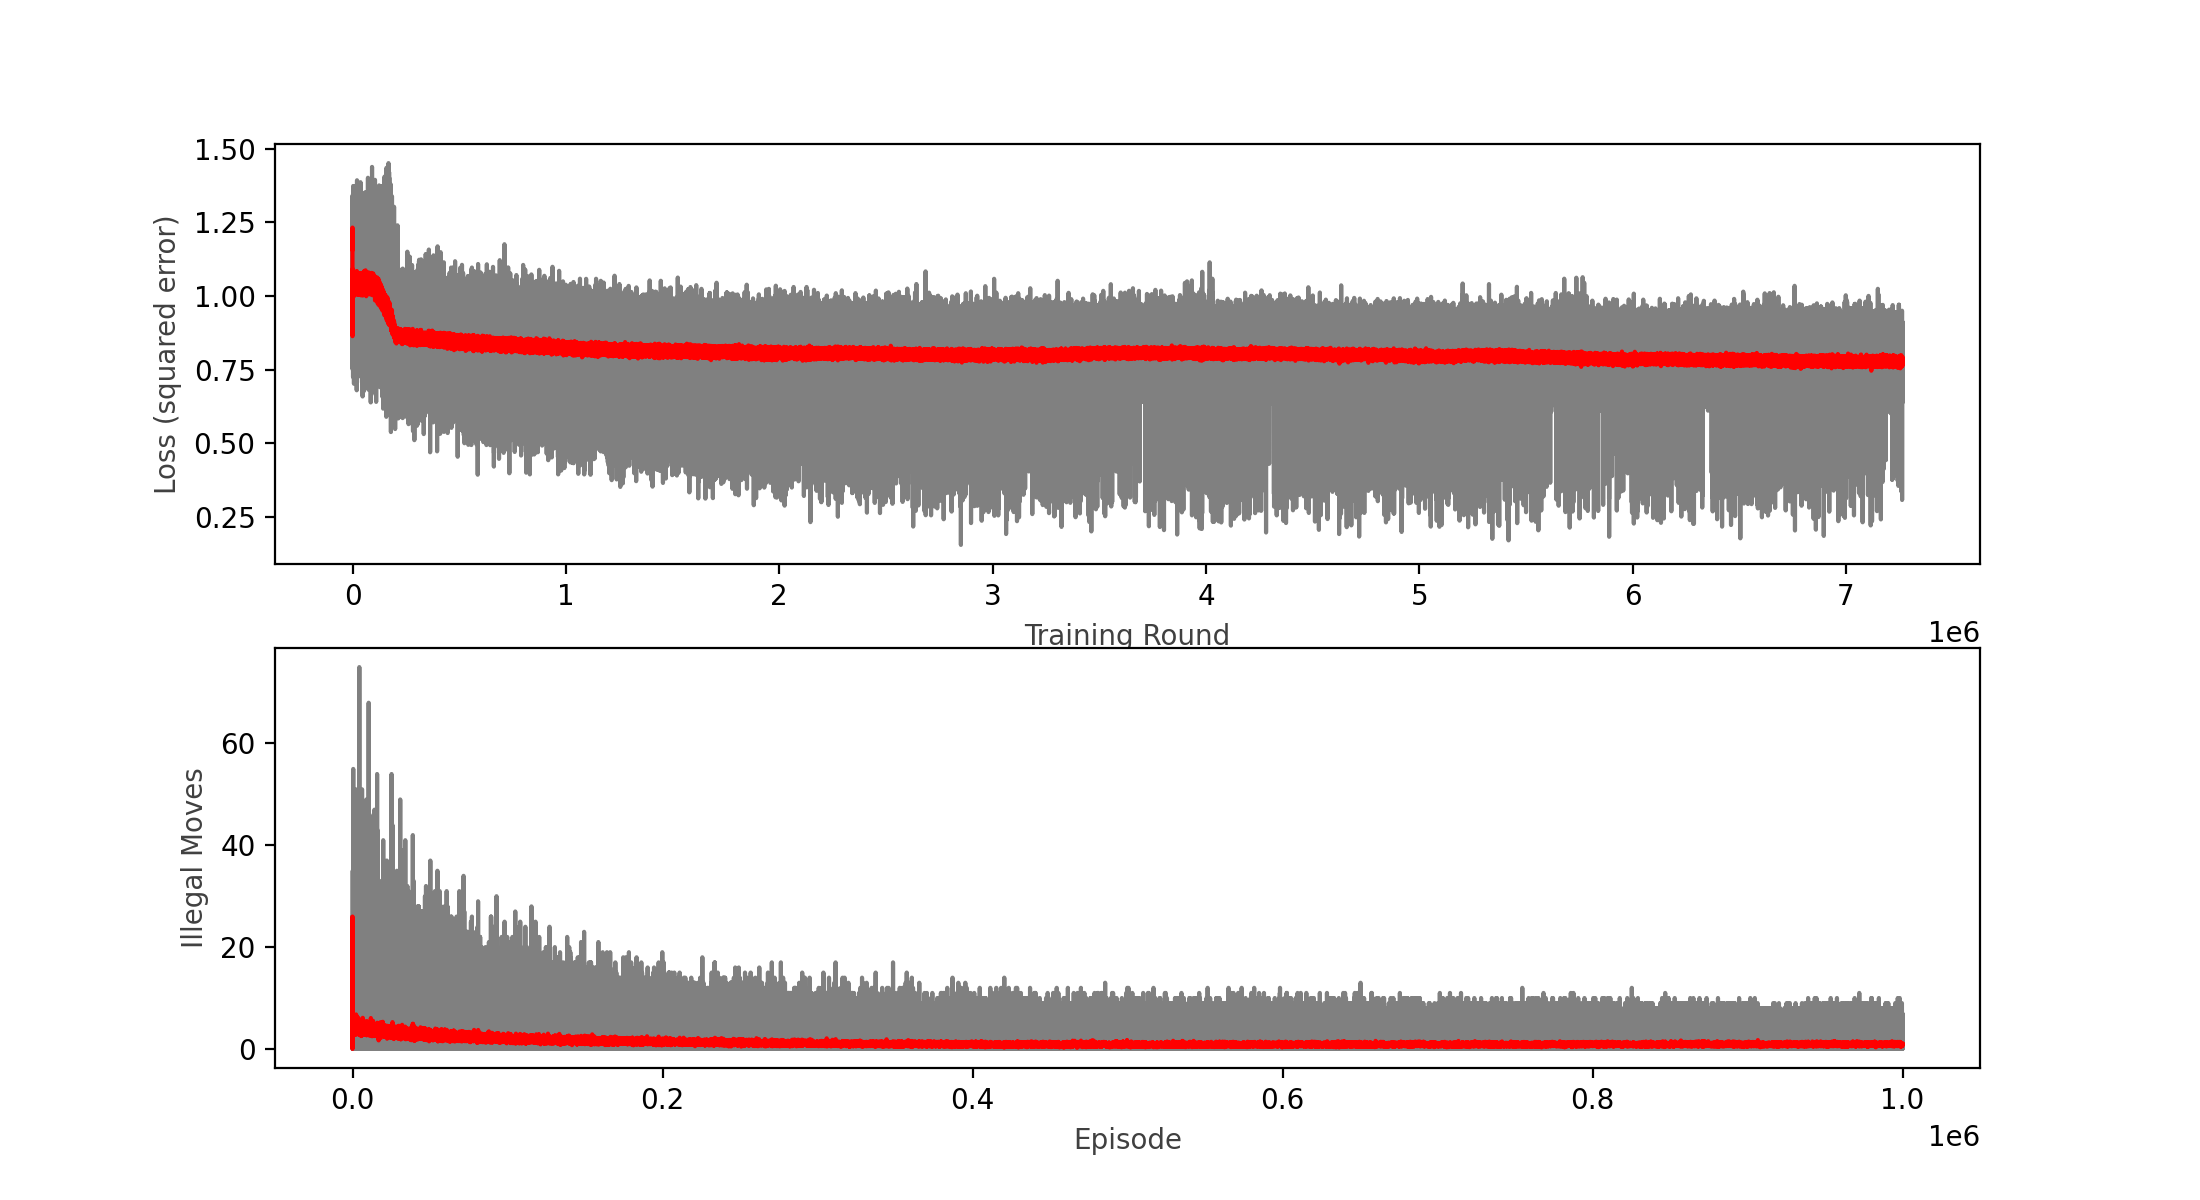 1.50
1.25
1.00
0.75
0.50
0.25
Loss (squared error)
0 1 2 3 4 5 6 7
Training Round
1e6
60
40
20
0
Illegal Moves
0.0 0.2 0.4 0.6 0.8 1.0
Episode
1e6